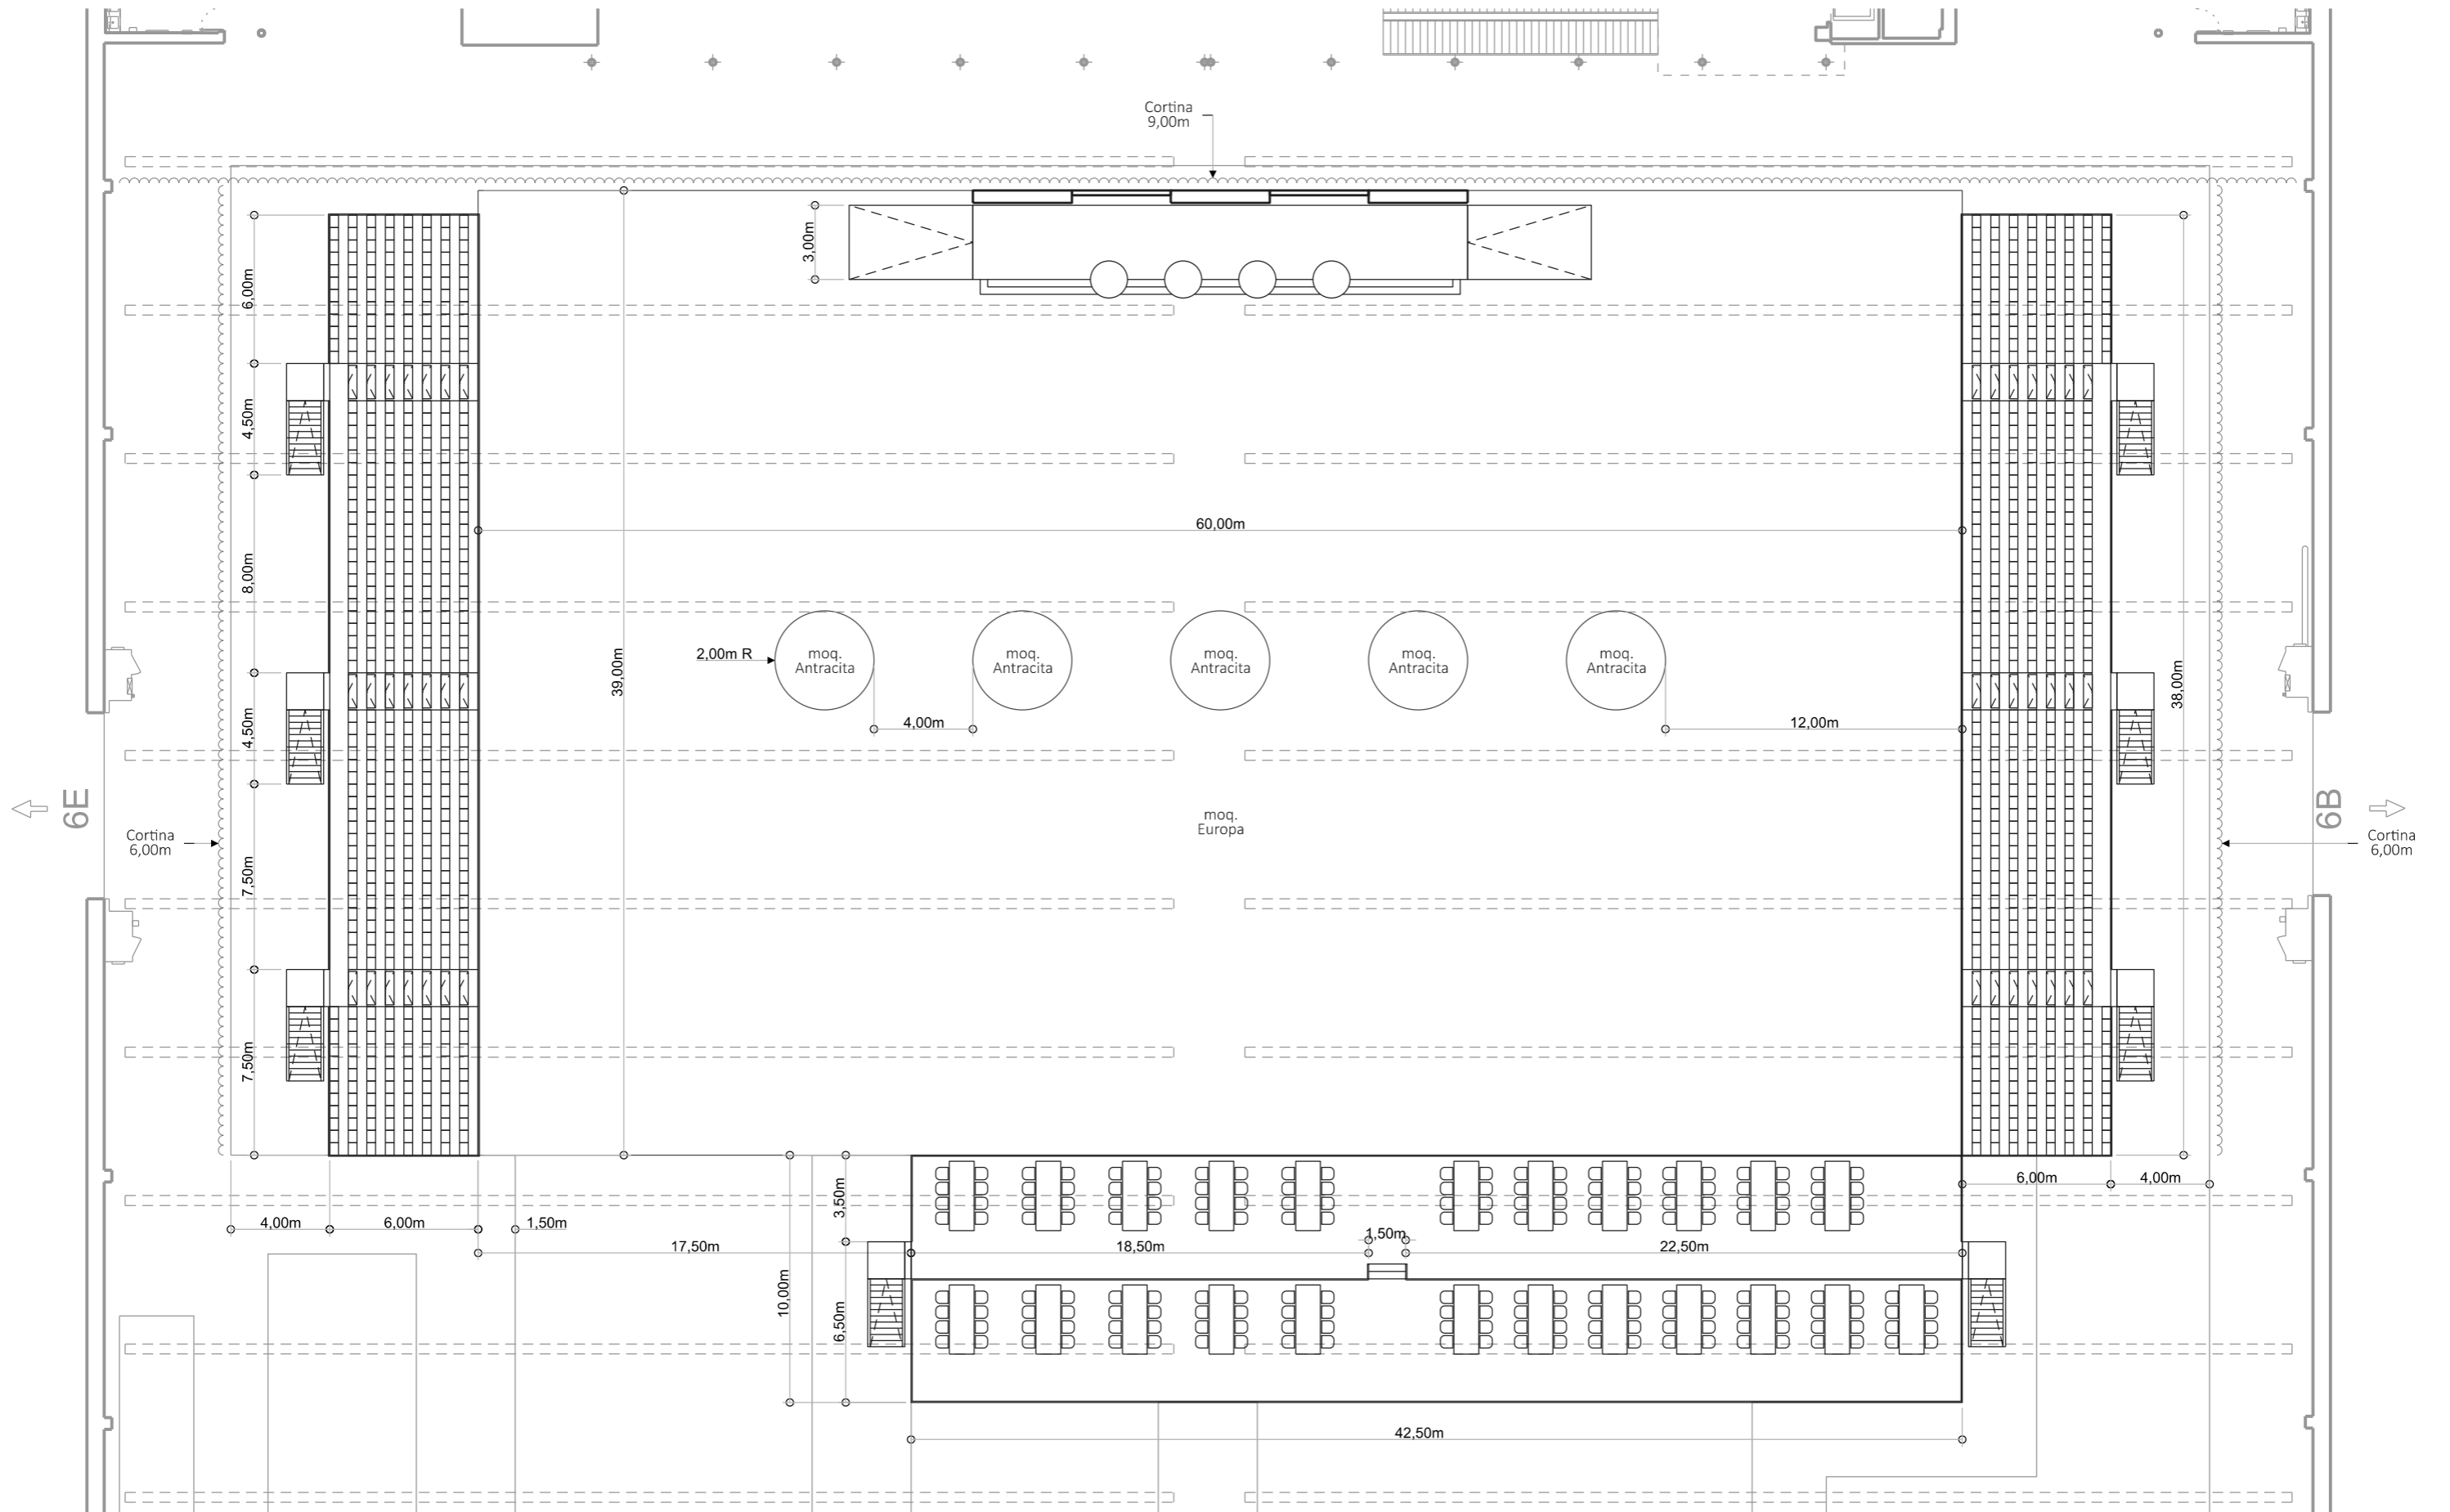 Cortina
9,00m
3,00m
6,00m
4,50m
60,00m
8,00m
2,00m R
moq.
Antracita
moq.
Antracita
moq.
Antracita
moq.
Antracita
moq.
Antracita
39,00m
38,00m
4,50m
4,00m
12,00m
6E
6B
moq.
Europa
Cortina
6,00m
Cortina
6,00m
7,50m
7,50m
3,50m
6,00m
4,00m
4,00m
6,00m
1,50m
1,50m
17,50m
18,50m
22,50m
10,00m
6,50m
42,50m